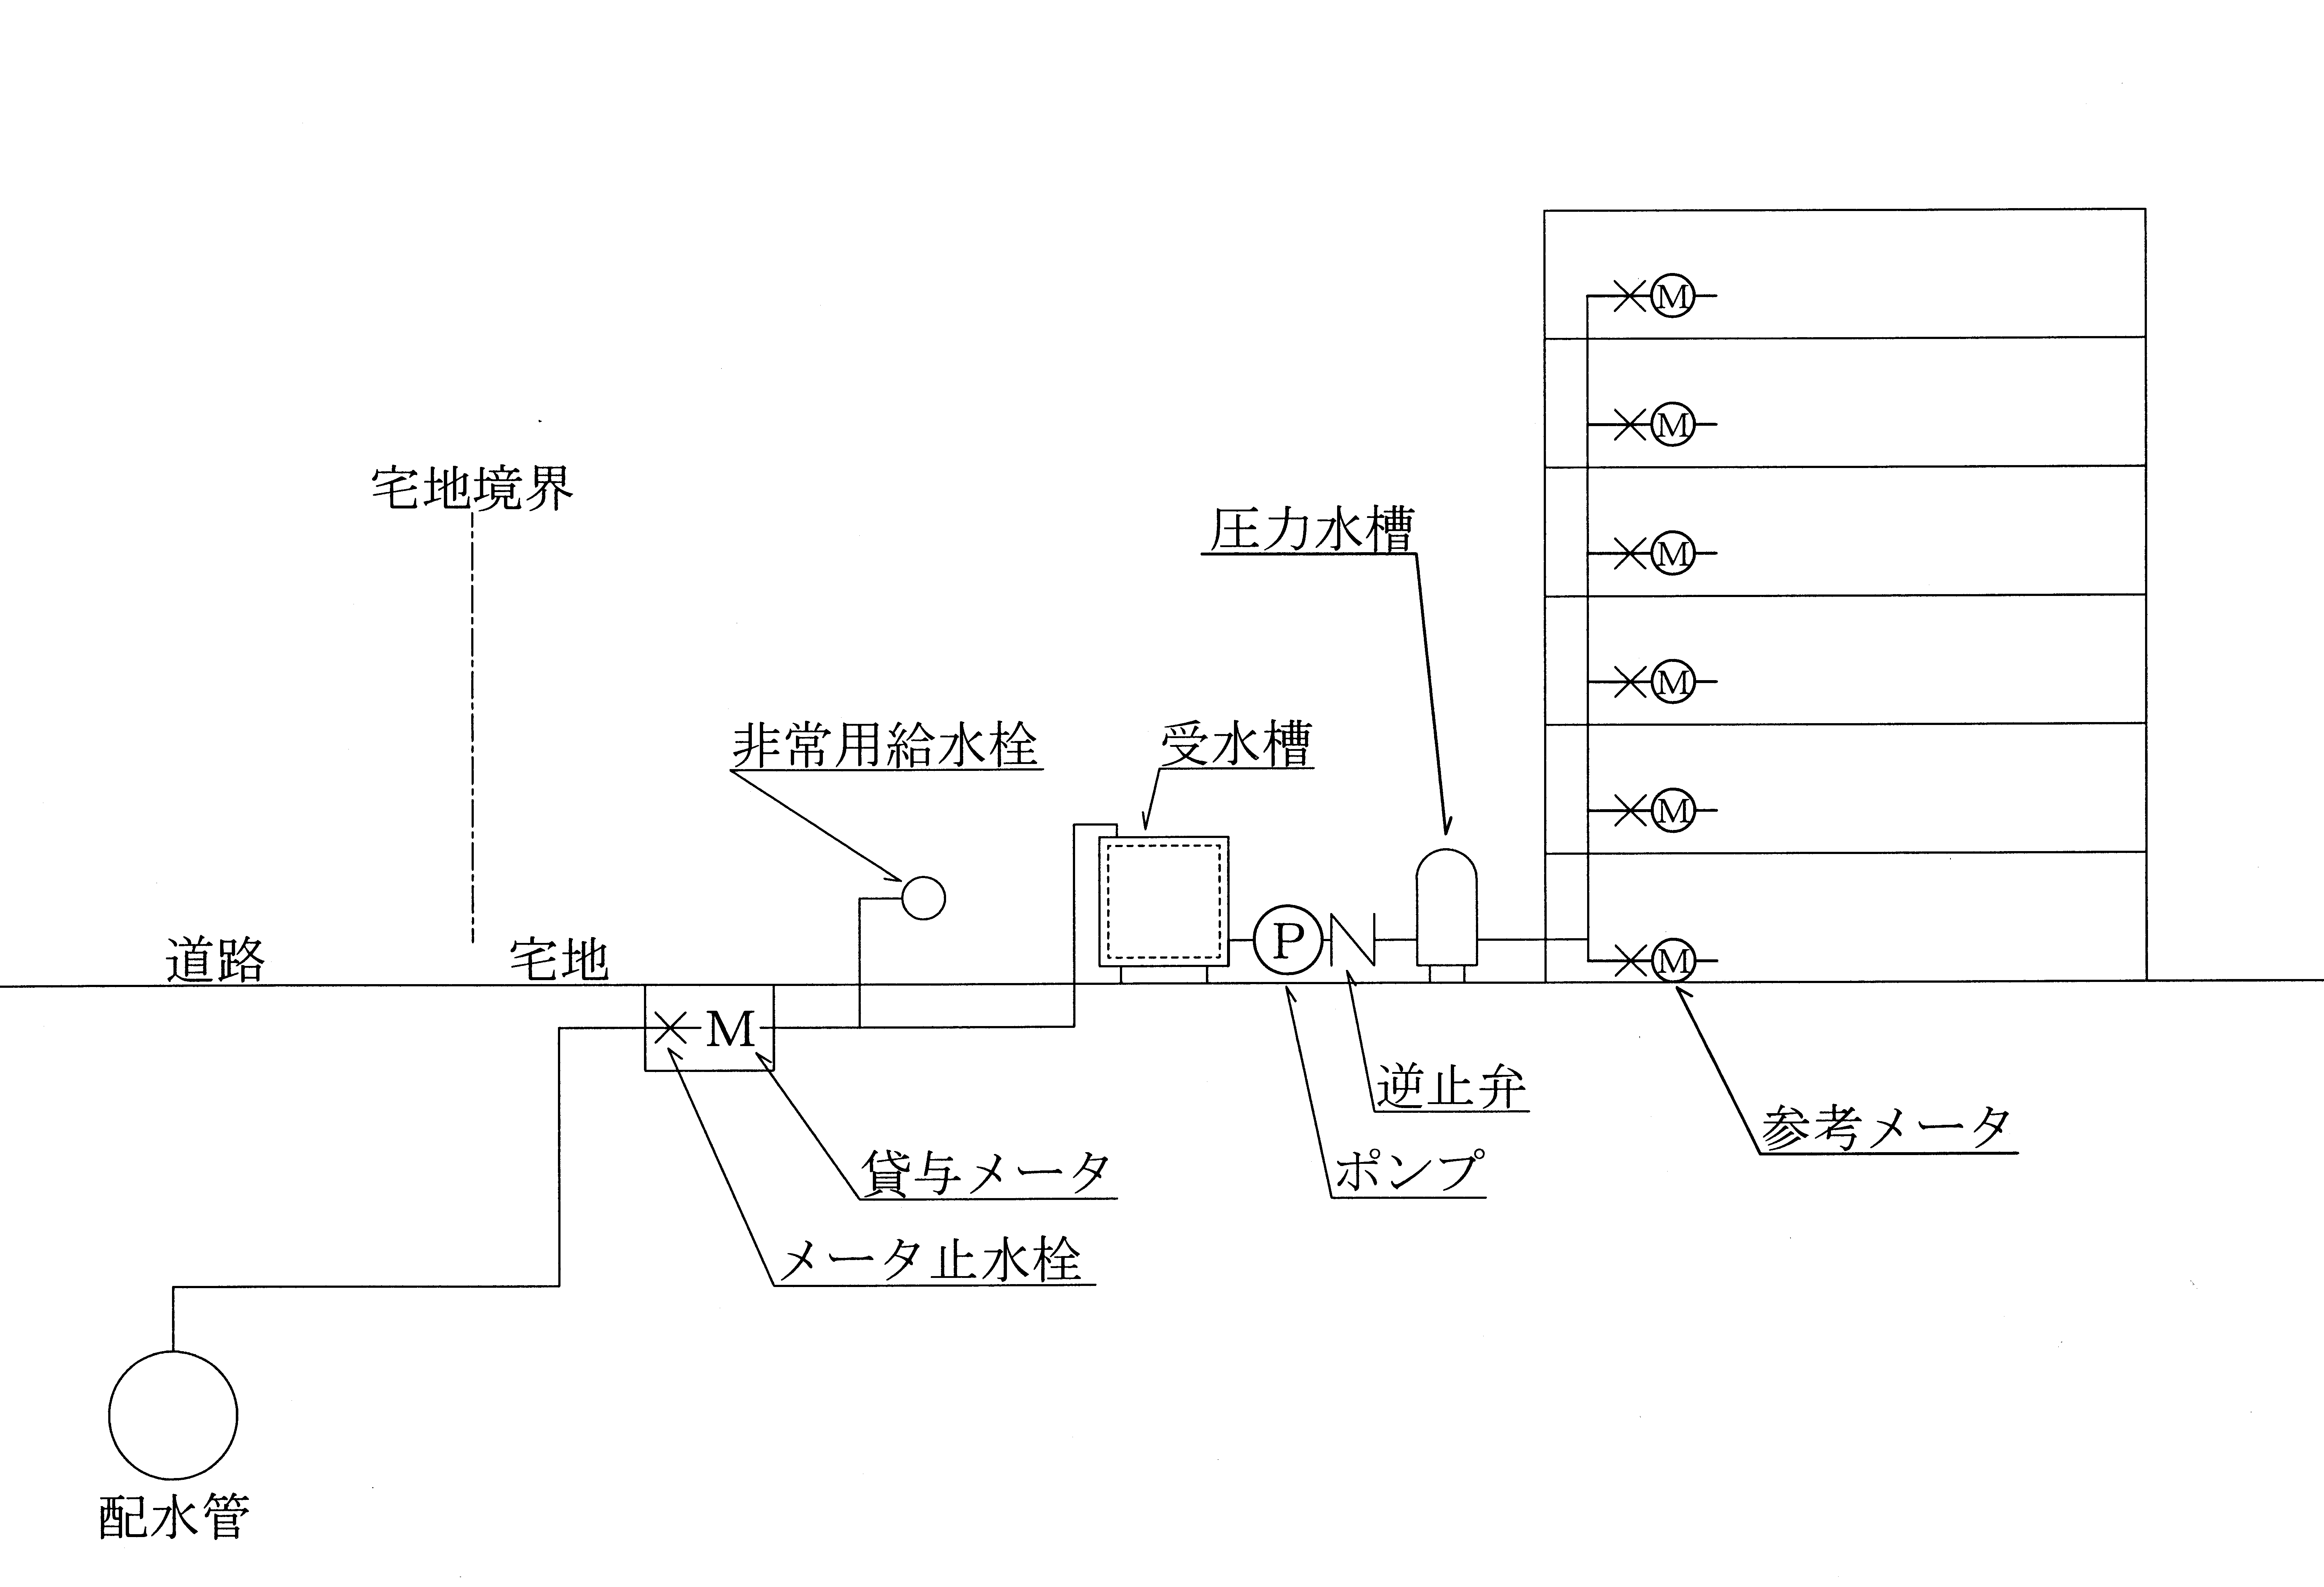 M
M
宅地境界
圧力水槽
M
M
非常用給水栓
受水槽
M
道路
宅地
P
M
M
逆止弁
参考メータ
貸与メータ
ポンプ
メータ止水栓
配水管